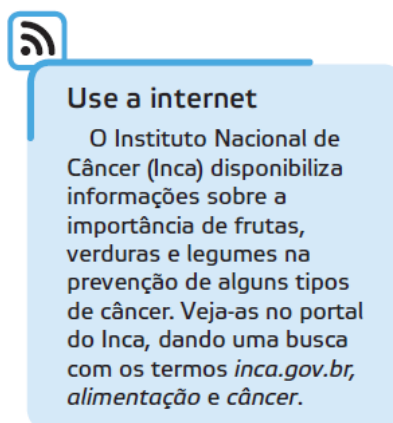 Use a internet
O Instituto Nacional de
Câncer (Inca) disponibiliza
informações sobre a
importância de frutas,
verduras e legumes na
prevenção de alguns tipos
de câncer. Veja-as no portal
do Inca, dando uma busca
com os termos inca.gov.br,
alimentação e câncer.